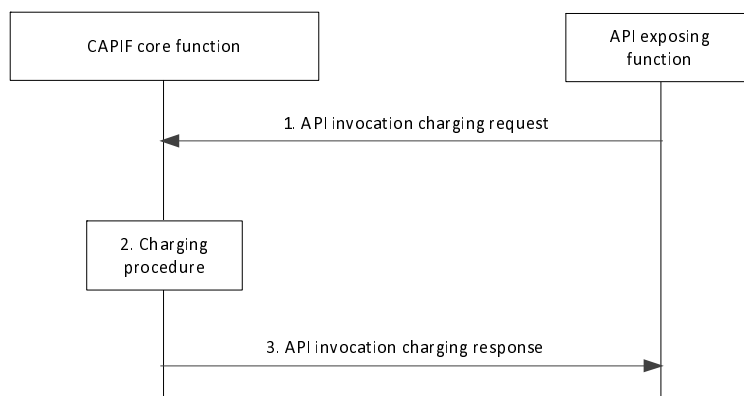 CAPIF core function
API exposing
function
1. API invocation charging request
2. Charging
procedure
3. API invocation charging response